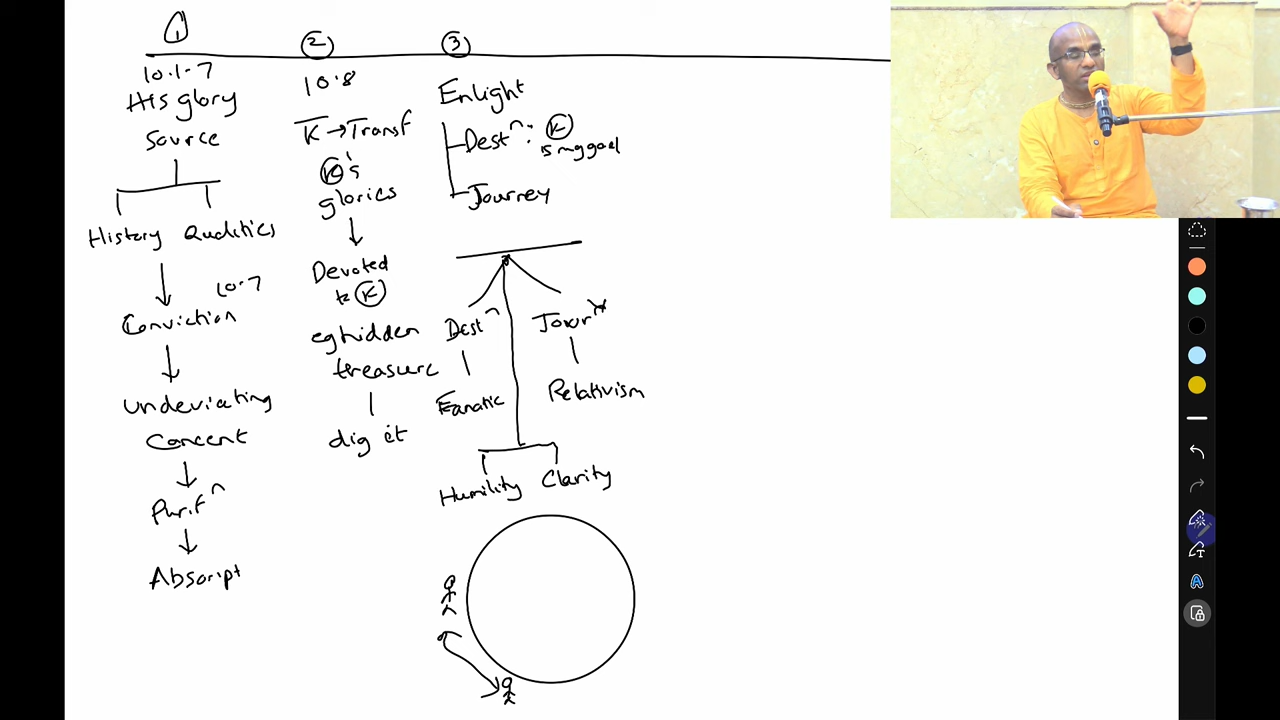 ①
10.1-7
His glory
source
History Qualities
10.7
Conviction
undeviating
Concent
Purifⁿ
Absorpt
②
10.8
K → Transf
Ⓚ's
glories
Devoted
to Ⓚ
eg hidden
treasure
dig it
③
Enlight
Destⁿ: Ⓚ
is my goal
Journey
Destⁿ
Fanatic
Relativism
Humility Clarity